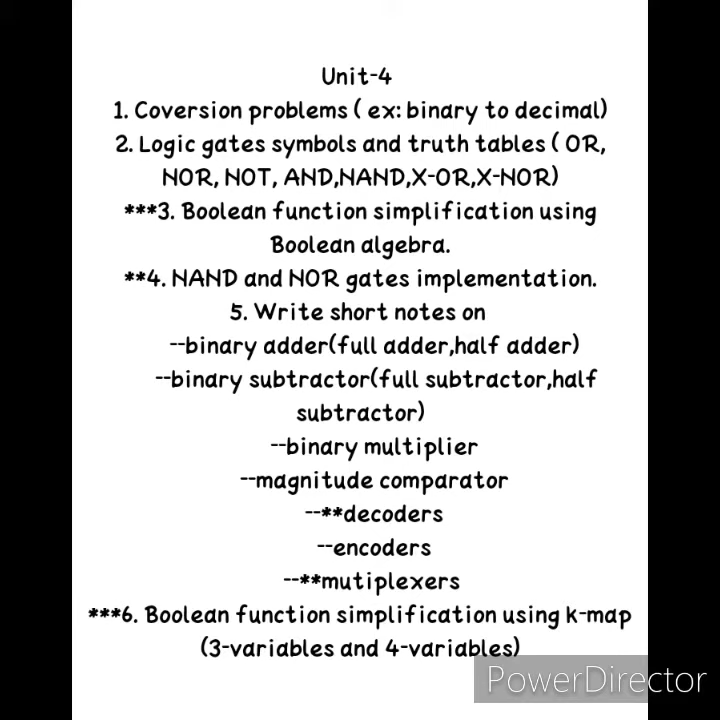 Unit-4
1. Coversion problems ( ex: binary to decimal)
2. Logic gates symbols and truth tables ( OR,
NOR, NOT, AND,NAND,X-OR,X-NOR)
***3. Boolean function simplification using
Boolean algebra.
**4. NAND and NOR gates implementation.
5. Write short notes on
--binary adder(full adder,half adder)
--binary subtractor(full subtractor,half
subtractor)
--binary multiplier
--magnitude comparator
--**decoders
--encoders
--**mutiplexers
***6. Boolean function simplification using k-map
(3-variables and 4-variables)
PowerDirector